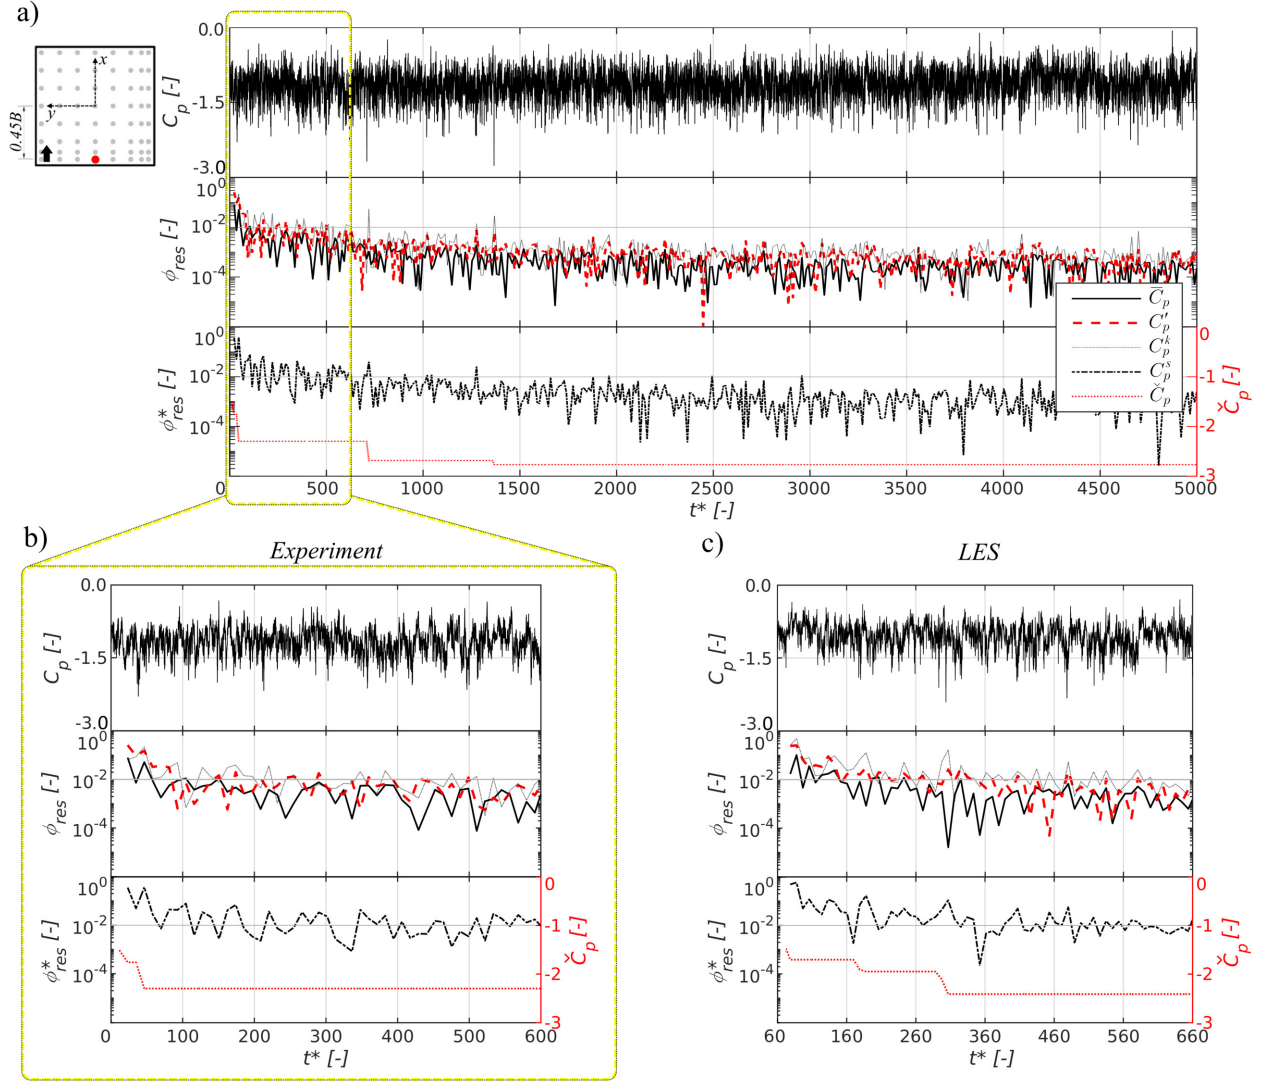 a)
x
y
0.45B
0.0
-1.5
-3.0
C_p [-]
10^0
10^-2
10^-4
ϕ_res [-]
C̅_p
C'_p
C^k_p
C^s_p
Č_p
10^0
10^-2
10^-4
ϕ*_res [-]
0
-1
-2
-3
Č_p [-]
0 500 1000 1500 2000 2500 3000 3500 4000 4500 5000
t* [-]
b)
Experiment
0.0
-1.5
-3.0
C_p [-]
10^0
10^-2
10^-4
ϕ_res [-]
10^0
10^-2
10^-4
ϕ*_res [-]
0
-1
-2
-3
Č_p [-]
0 100 200 300 400 500 600
t* [-]
c)
LES
0.0
-1.5
-3.0
C_p [-]
10^0
10^-2
10^-4
ϕ_res [-]
10^0
10^-2
10^-4
ϕ*_res [-]
0
-1
-2
-3
Č_p [-]
60 160 260 360 460 560 660
t* [-]